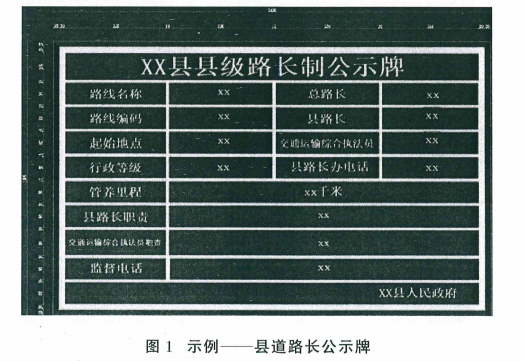 XX县县级路长制公示牌
路线名称 xx 总路长 xx
路线编码 xx 县路长 xx
起始地点 xx 交通运输综合执法员 xx
行政等级 xx 县路长办电话 xx
管养里程 xx千米
县路长职责 xx
交通运输综合执法员职责 xx
监督电话 xx
XX县人民政府
图1 示例——县道路长公示牌